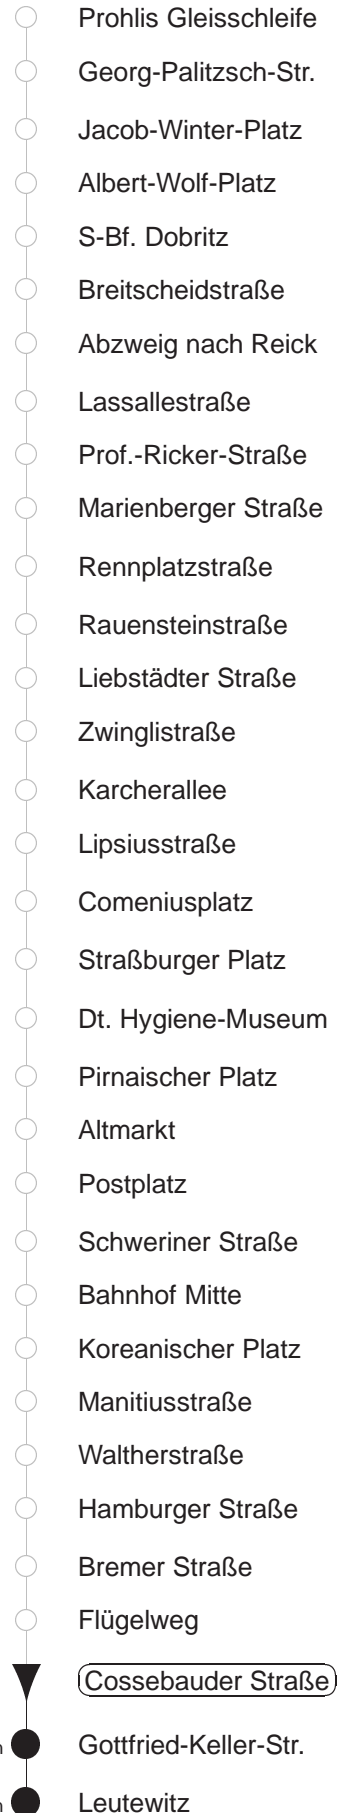 Prohlis Gleisschleife
Georg-Palitzsch-Str.
Jacob-Winter-Platz
Albert-Wolf-Platz
S-Bf. Dobritz
Breitscheidstraße
Abzweig nach Reick
Lassallestraße
Prof.-Ricker-Straße
Marienberger Straße
Rennplatzstraße
Rauensteinstraße
Liebstädter Straße
Zwinglistraße
Karcherallee
Lipsiusstraße
Comeniusplatz
Straßburger Platz
Dt. Hygiene-Museum
Pirnaischer Platz
Altmarkt
Postplatz
Schweriner Straße
Bahnhof Mitte
Koreanischer Platz
Manitiusstraße
Waltherstraße
Hamburger Straße
Bremer Straße
Flügelweg
Cossebauder Straße
Gottfried-Keller-Str.
Leutewitz